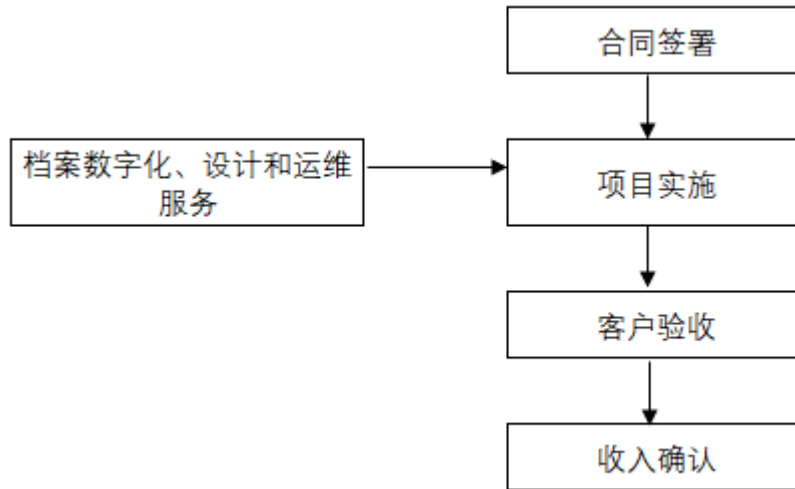 合同签署
档案数字化、设计和运维
服务
项目实施
客户验收
收入确认